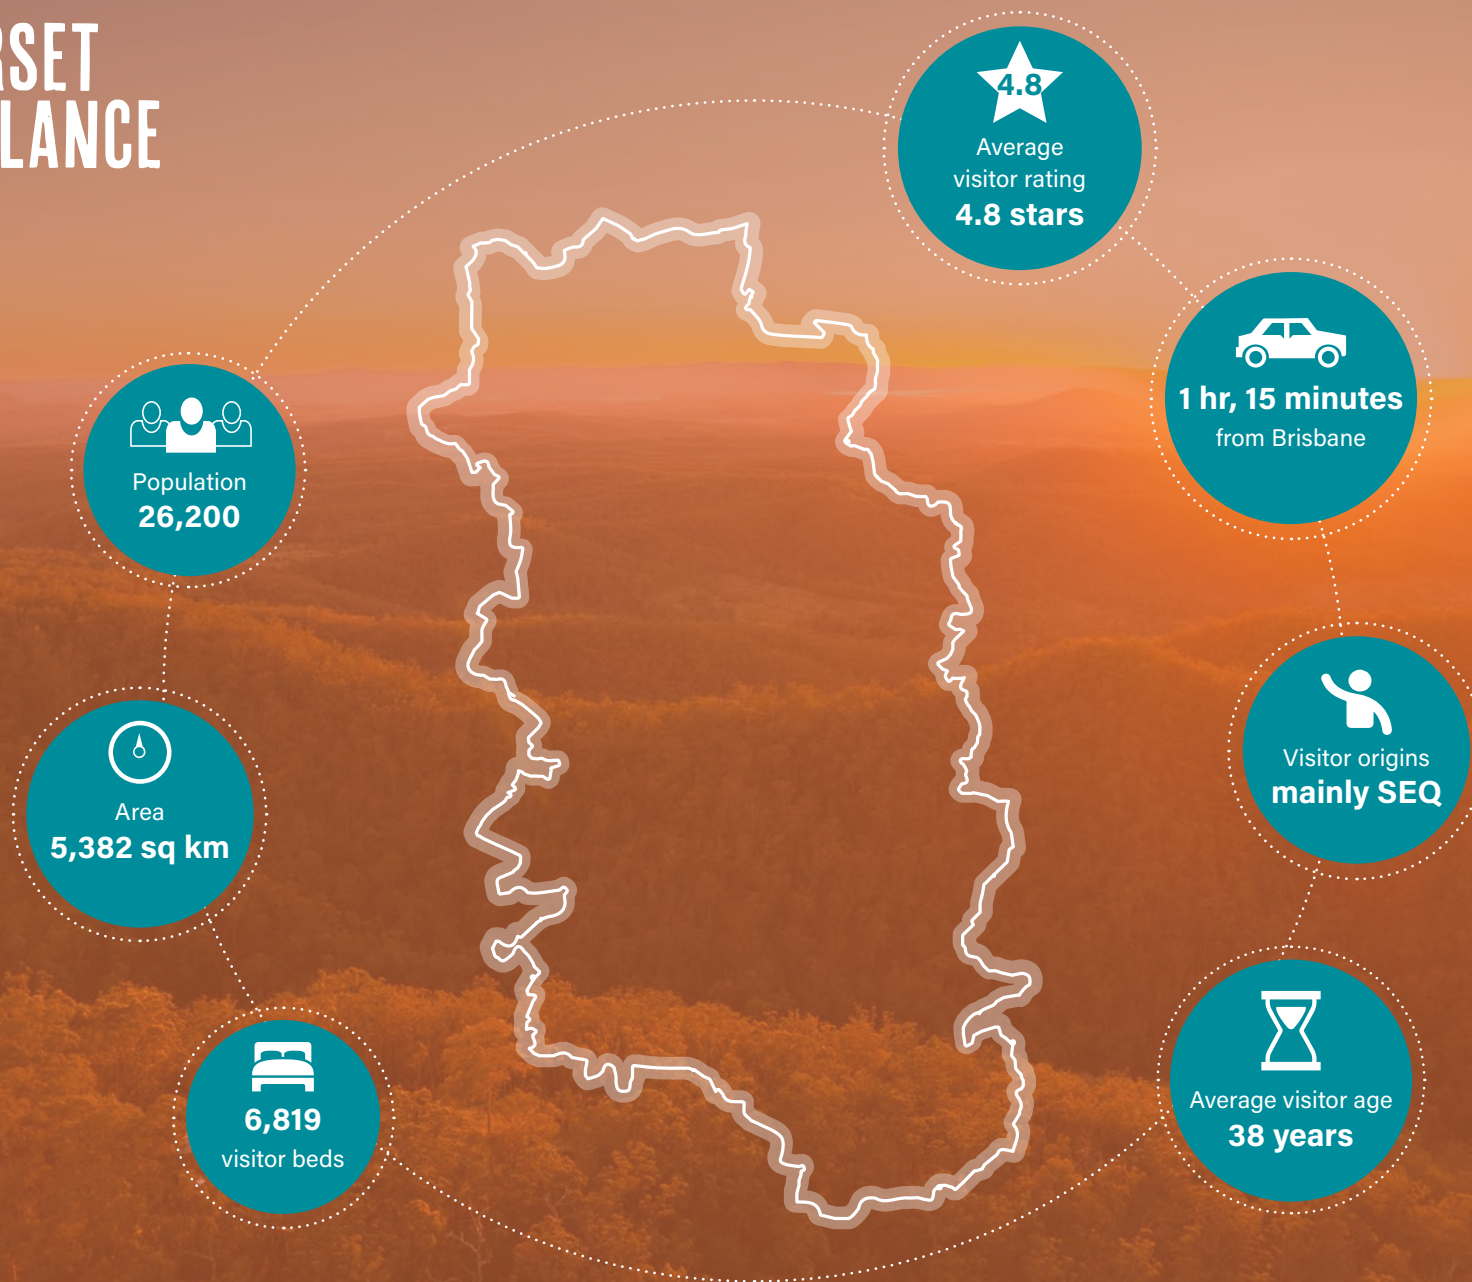 RSET
LANCE
4.8
Average
visitor rating
4.8 stars
1 hr, 15 minutes
from Brisbane
Population
26,200
Visitor origins
mainly SEQ
Area
5,382 sq km
Average visitor age
38 years
6,819
visitor beds